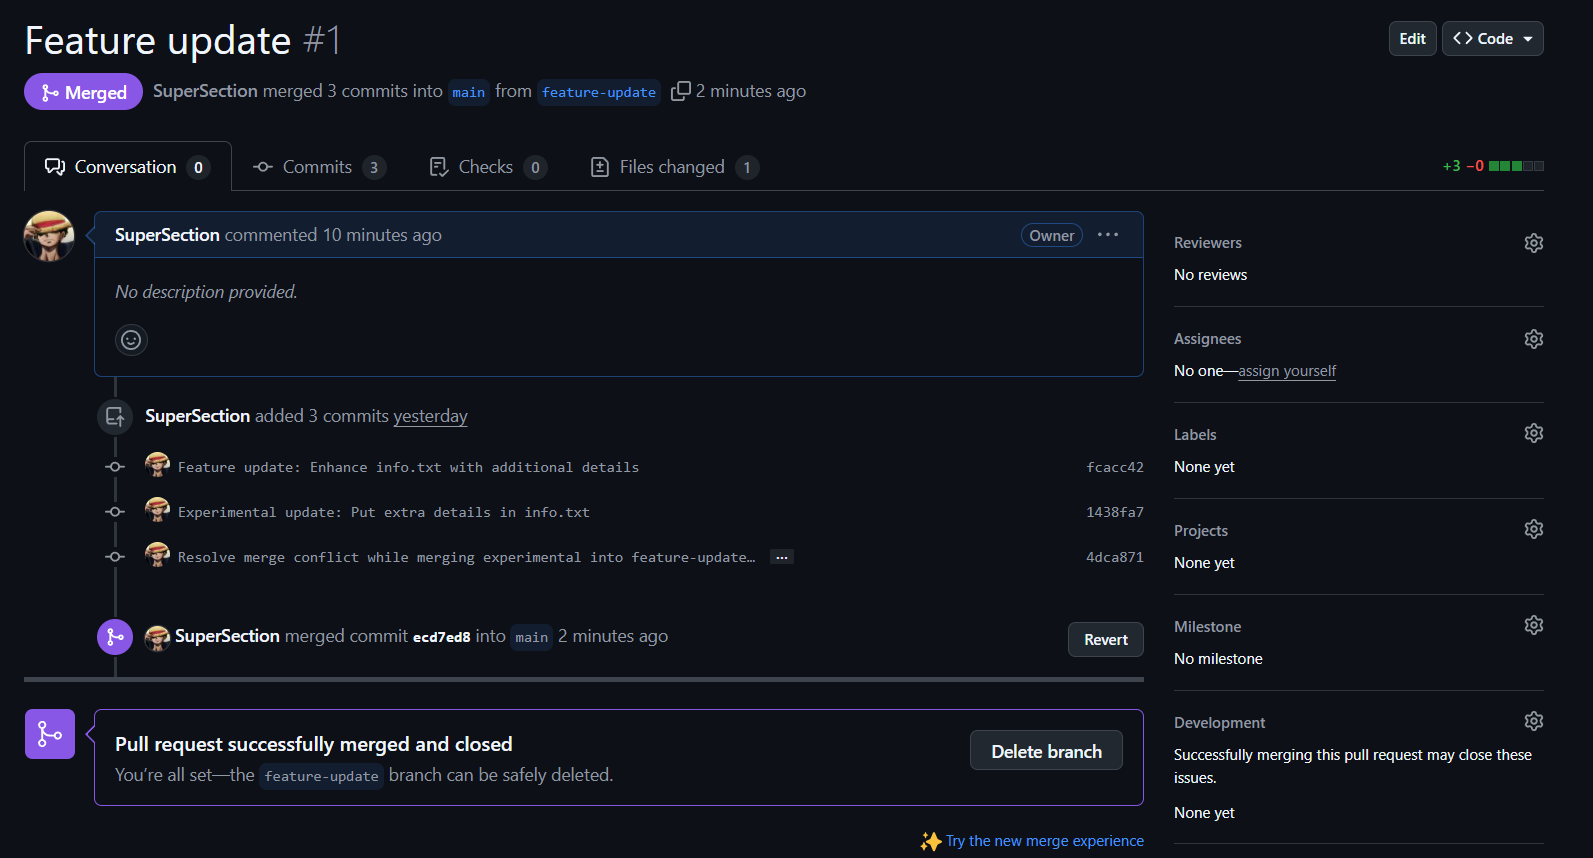 Feature update #1
Edit
Code
Merged
SuperSection merged 3 commits into main from feature-update 2 minutes ago
Conversation 0
Commits 3
Checks 0
Files changed 1
+3 −0
SuperSection commented 10 minutes ago
Owner
No description provided.
SuperSection added 3 commits yesterday
Feature update: Enhance info.txt with additional details fcacc42
Experimental update: Put extra details in info.txt 1438fa7
Resolve merge conflict while merging experimental into feature-update… … 4dca871
SuperSection merged commit ecd7ed8 into main 2 minutes ago
Revert
Pull request successfully merged and closed
You’re all set—the feature-update branch can be safely deleted.
Delete branch
Try the new merge experience
Reviewers
No reviews
Assignees
No one—assign yourself
Labels
None yet
Projects
None yet
Milestone
No milestone
Development
Successfully merging this pull request may close these
issues.
None yet